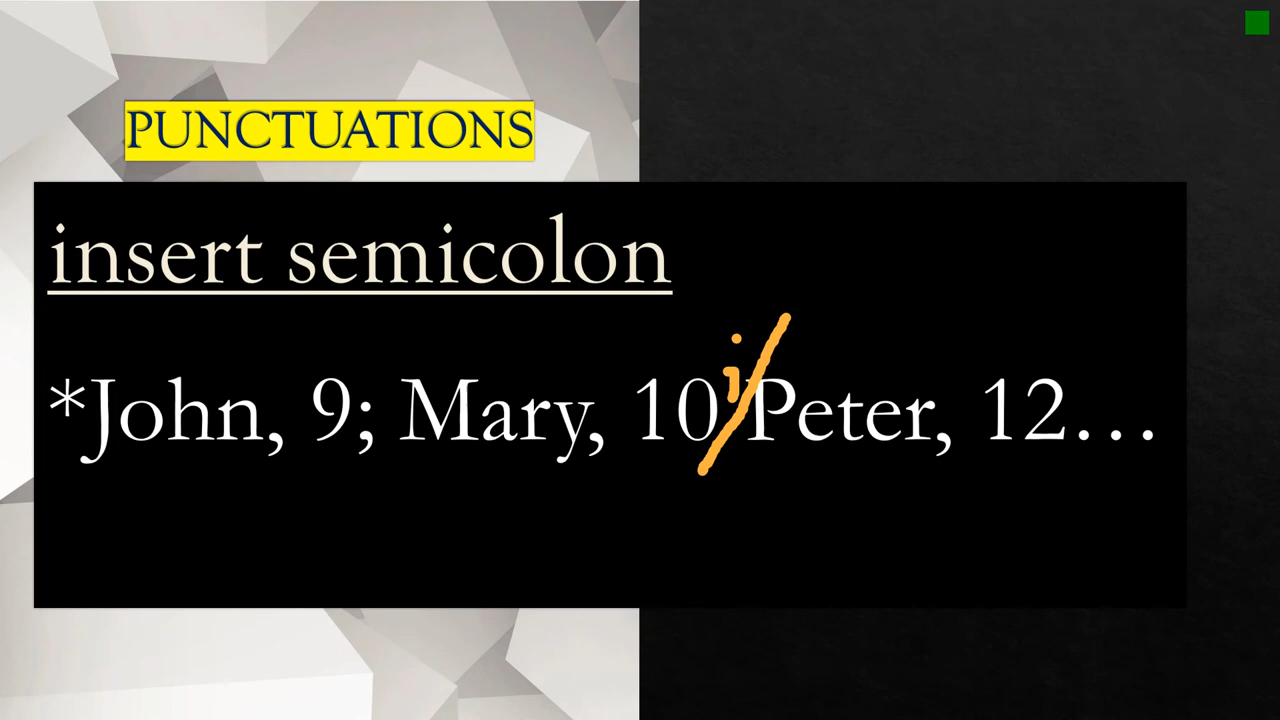 PUNCTUATIONS
insert semicolon
*John, 9; Mary, 10;/Peter, 12…